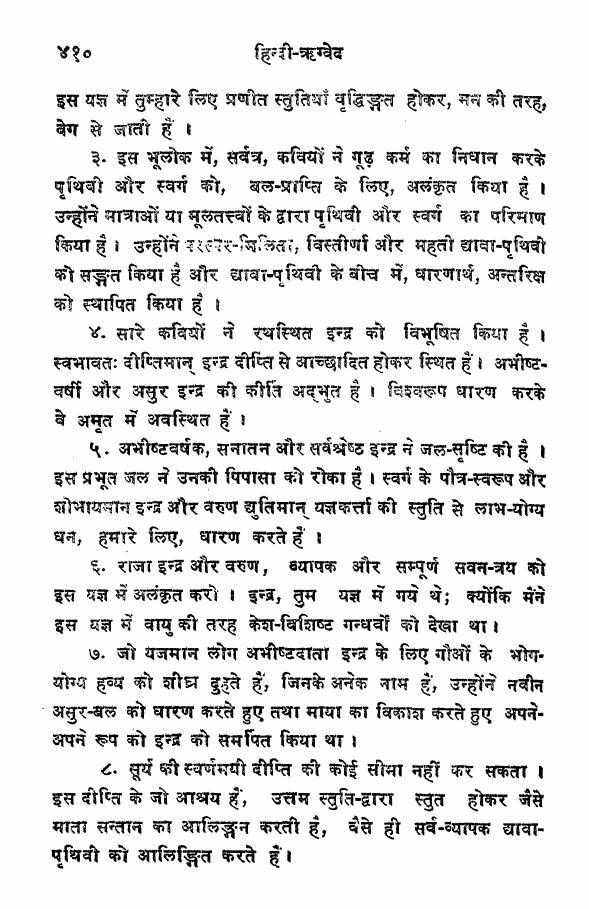 ४१० हिन्दी-ऋग्वेद
इस यज्ञ में तुम्हारे लिए प्रणीत स्तुतियाँ वृद्धिङ्गत होकर, मन की तरह,
वेग से जाती हैं ।
३. इस भूलोक में, सर्वत्र, कवियों ने गूढ़ कर्म का निधान करके
पृथिवी और स्वर्ग को, बल-प्राप्ति के लिए, अलंकृत किया है ।
उन्होंने मात्राओं या मूलतत्त्वों के द्वारा पृथिवी और स्वर्ग का परिमाण
किया है । उन्होंने परस्पर-मिलिता, विस्तीर्णा और महती द्यावा-पृथिवी
को सङ्गत किया है और द्यावा-पृथिवी के बीच में, धारणार्थ, अन्तरिक्ष
को स्थापित किया है ।
४. सारे कवियों ने रथस्थित इन्द्र को विभूषित किया है ।
स्वभावतः दीप्तिमान् इन्द्र दीप्ति से आच्छादित होकर स्थित हैं । अभीष्ट-
वर्षी और असुर इन्द्र की कीर्ति अद्भुत है । विश्वरूप धारण करके
वे अमृत में अवस्थित हैं ।
५. अभीष्टवर्षक, सनातन और सर्वश्रेष्ठ इन्द्र ने जल-सृष्टि की है ।
इस प्रभूत जल ने उनकी पिपासा को रोका है । स्वर्ग के पौत्र-स्वरूप और
शोभायमान इन्द्र और वरुण द्युतिमान् यज्ञकर्त्ता की स्तुति से लाभ-योग्य
धन, हमारे लिए, धारण करते हैं ।
६. राजा इन्द्र और वरुण, व्यापक और सम्पूर्ण सवन-त्रय को
इस यज्ञ में अलंकृत करो । इन्द्र, तुम यज्ञ में गये थे; क्योंकि मैंने
इस यज्ञ में वायु की तरह केश-विशिष्ट गन्धर्वों को देखा था ।
७. जो यजमान लोग अभीष्टदाता इन्द्र के लिए गौओं के भोग-
योग्य हव्य को शीघ्र दुहते हैं, जिनके अनेक नाम हैं, उन्होंने नवीन
असुर-बल को धारण करते हुए तथा माया का विकाश करते हुए अपने-
अपने रूप को इन्द्र को समर्पित किया था ।
८. सूर्य की स्वर्णमयी दीप्ति की कोई सीमा नहीं कर सकता ।
इस दीप्ति के जो आश्रय हैं, उत्तम स्तुति-द्वारा स्तुत होकर जैसे
माता सन्तान का आलिङ्गन करती है, वैसे ही सर्व-व्यापक द्यावा-
पृथिवी को आलिङ्गित करते हैं ।